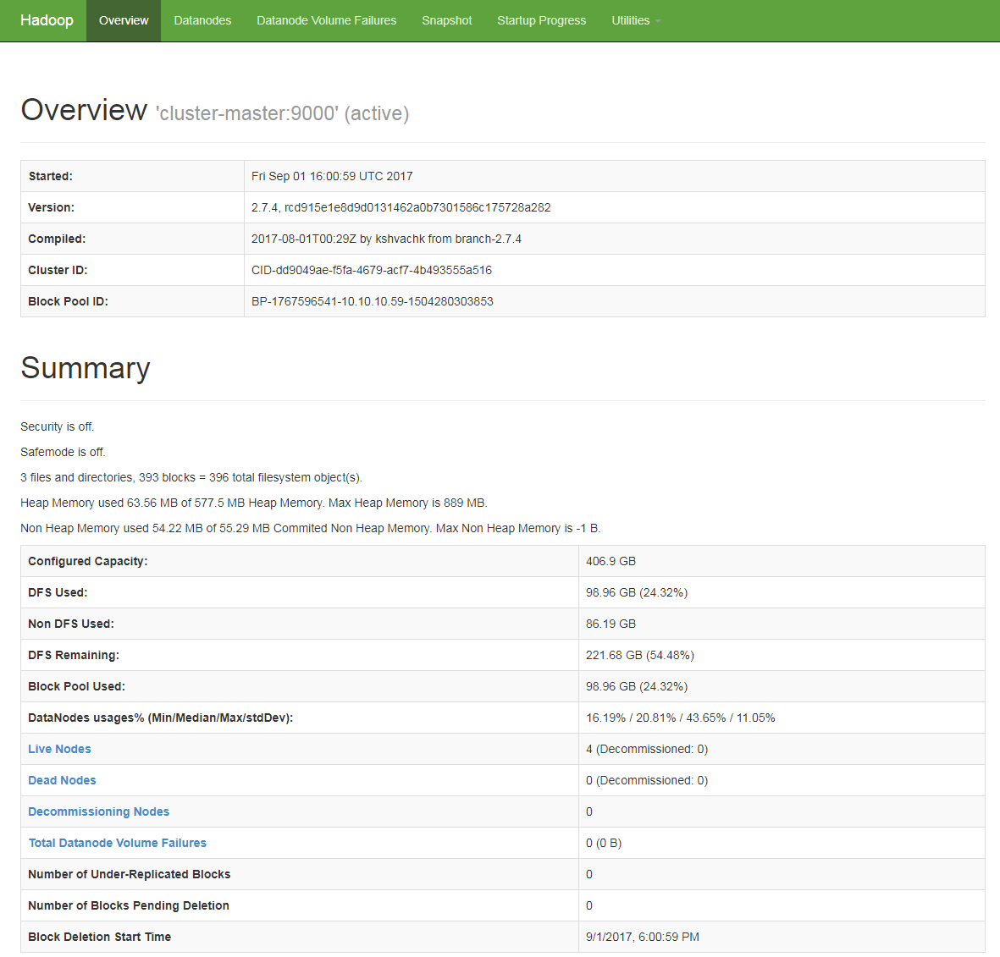 Hadoop Overview Datanodes Datanode Volume Failures Snapshot Startup Progress Utilities
Overview 'cluster-master:9000' (active)
Started: Fri Sep 01 16:00:59 UTC 2017
Version: 2.7.4, rcd915e1e8d9d0131462a0b7301586c175728a282
Compiled: 2017-08-01T00:29Z by kshvachk from branch-2.7.4
Cluster ID: CID-dd9049ae-f5fa-4679-acf7-4b493555a516
Block Pool ID: BP-1767596541-10.10.10.59-1504280303853
Summary
Security is off.
Safemode is off.
3 files and directories, 393 blocks = 396 total filesystem object(s).
Heap Memory used 63.56 MB of 577.5 MB Heap Memory. Max Heap Memory is 889 MB.
Non Heap Memory used 54.22 MB of 55.29 MB Commited Non Heap Memory. Max Non Heap Memory is -1 B.
Configured Capacity: 406.9 GB
DFS Used: 98.96 GB (24.32%)
Non DFS Used: 86.19 GB
DFS Remaining: 221.68 GB (54.48%)
Block Pool Used: 98.96 GB (24.32%)
DataNodes usages% (Min/Median/Max/stdDev): 16.19% / 20.81% / 43.65% / 11.05%
Live Nodes 4 (Decommissioned: 0)
Dead Nodes 0 (Decommissioned: 0)
Decommissioning Nodes 0
Total Datanode Volume Failures 0 (0 B)
Number of Under-Replicated Blocks 0
Number of Blocks Pending Deletion 0
Block Deletion Start Time 9/1/2017, 6:00:59 PM